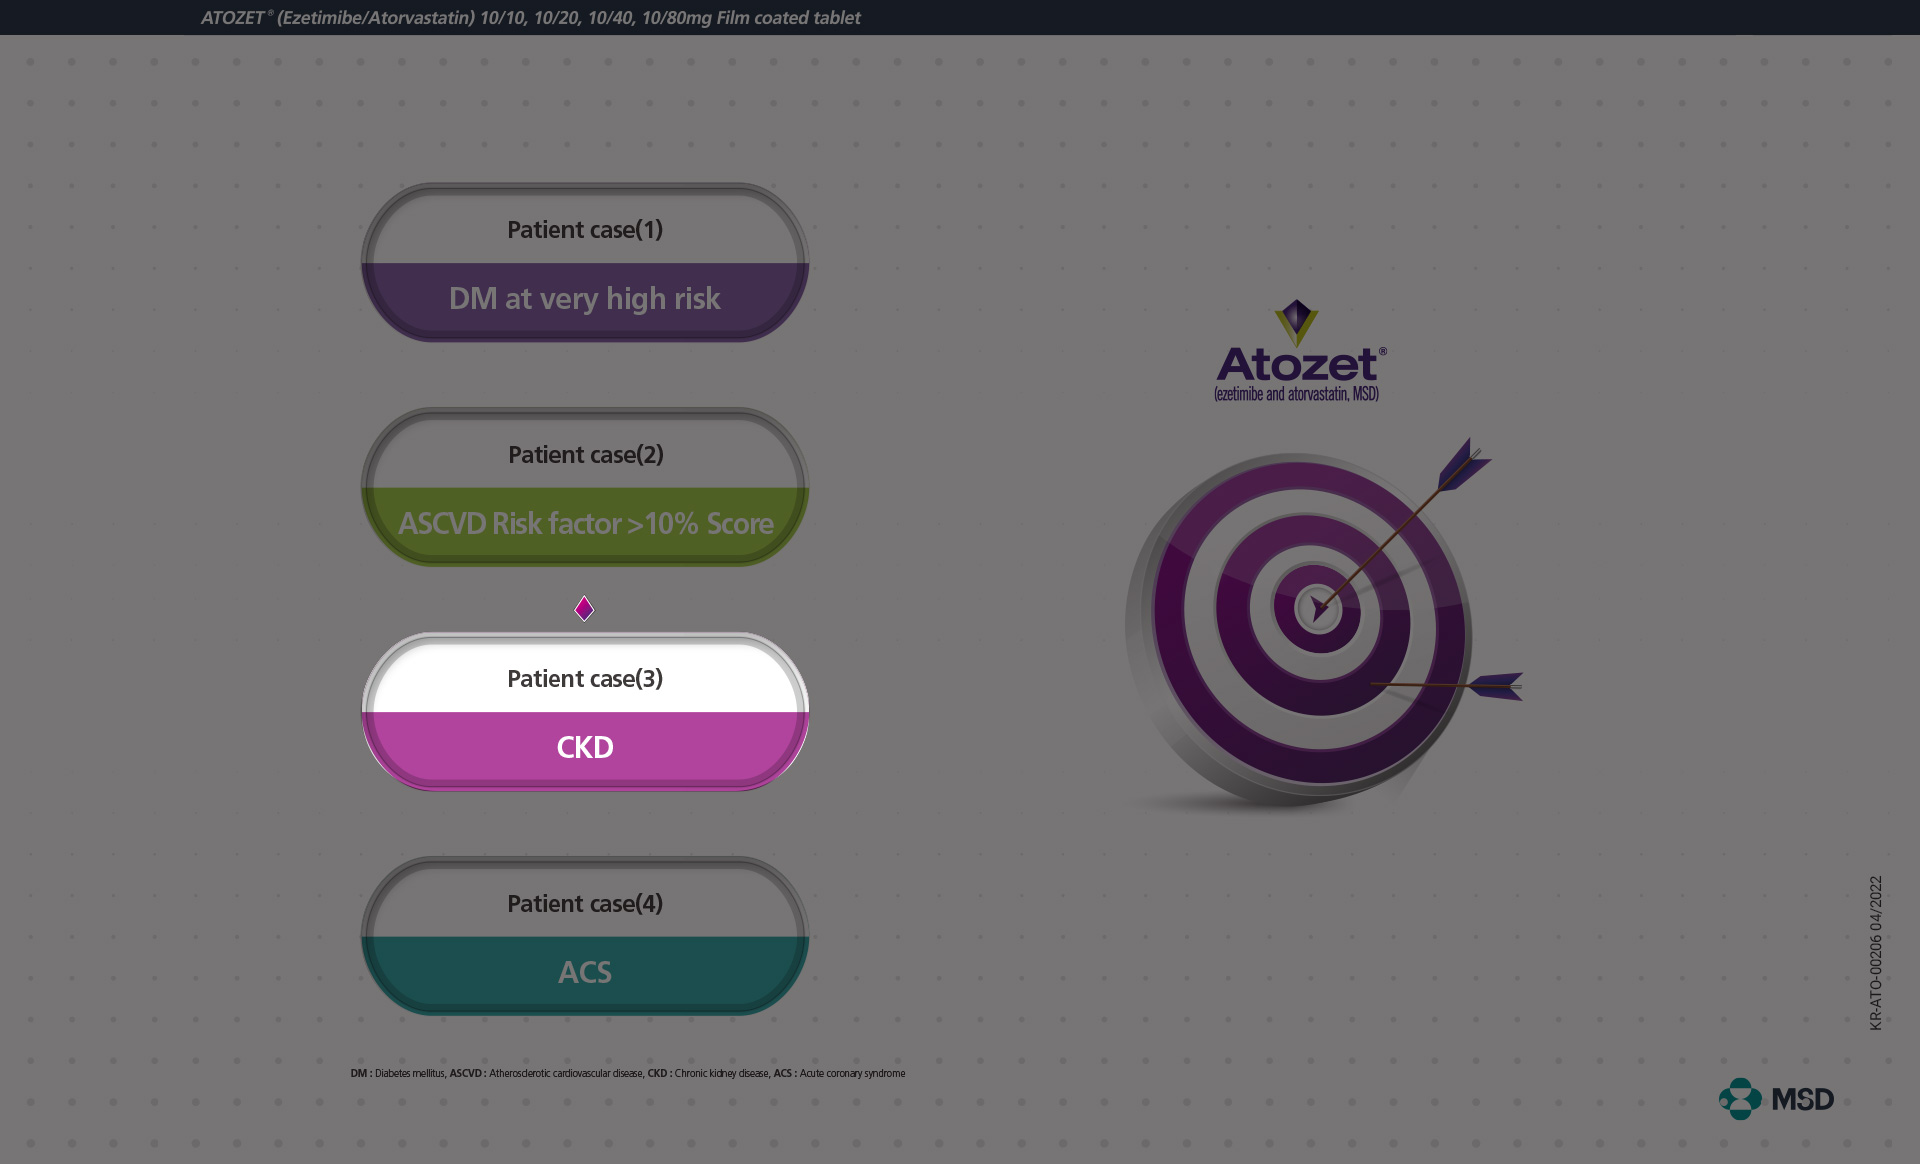 ATOZET® (Ezetimibe/Atorvastatin) 10/10, 10/20, 10/40, 10/80mg Film coated tablet
Patient case(1)
DM at very high risk
Patient case(2)
ASCVD Risk factor >10% Score
Patient case(3)
CKD
Patient case(4)
ACS
Atozet®
(ezetimibe and atorvastatin, MSD)
DM : Diabetes mellitus, ASCVD : Atherosclerotic cardiovascular disease, CKD : Chronic kidney disease, ACS : Acute coronary syndrome
KR-ATO-00206 04/2022
MSD